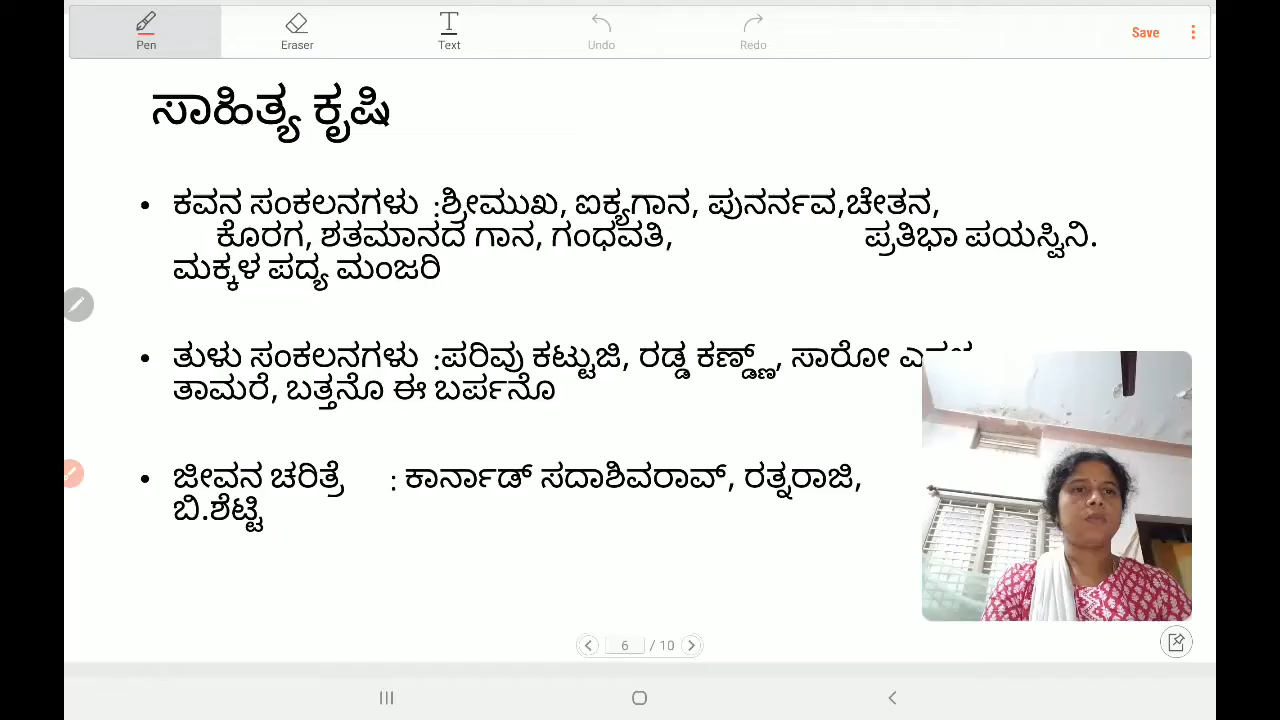 Pen
Eraser
Text
Undo
Redo
Save
ಸಾಹಿತ್ಯ ಕೃಷಿ
• ಕವನ ಸಂಕಲನಗಳು :ಶ್ರೀಮುಖ, ಐಕ್ಯಗಾನ, ಪುನರ್ನವ,ಚೇತನ,
ಕೊರಗ, ಶತಮಾನದ ಗಾನ, ಗಂಧವತಿ, ಪ್ರತಿಭಾ ಪಯಸ್ವಿನಿ.
ಮಕ್ಕಳ ಪದ್ಯ ಮಂಜರಿ
• ತುಳು ಸಂಕಲನಗಳು :ಪರಿವು ಕಟ್ಟುಜಿ, ರಡ್ಡ ಕಣ್ಡ್ಣ್, ಸಾರೋ
ತಾಮರೆ, ಬತ್ತನೊ ಈ ಬರ್ಪನೊ
• ಜೀವನ ಚರಿತ್ರೆ : ಕಾರ್ನಾಡ್ ಸದಾಶಿವರಾವ್, ರತ್ನರಾಜಿ,
ಬಿ.ಶೆಟ್ಟಿ
6 / 10